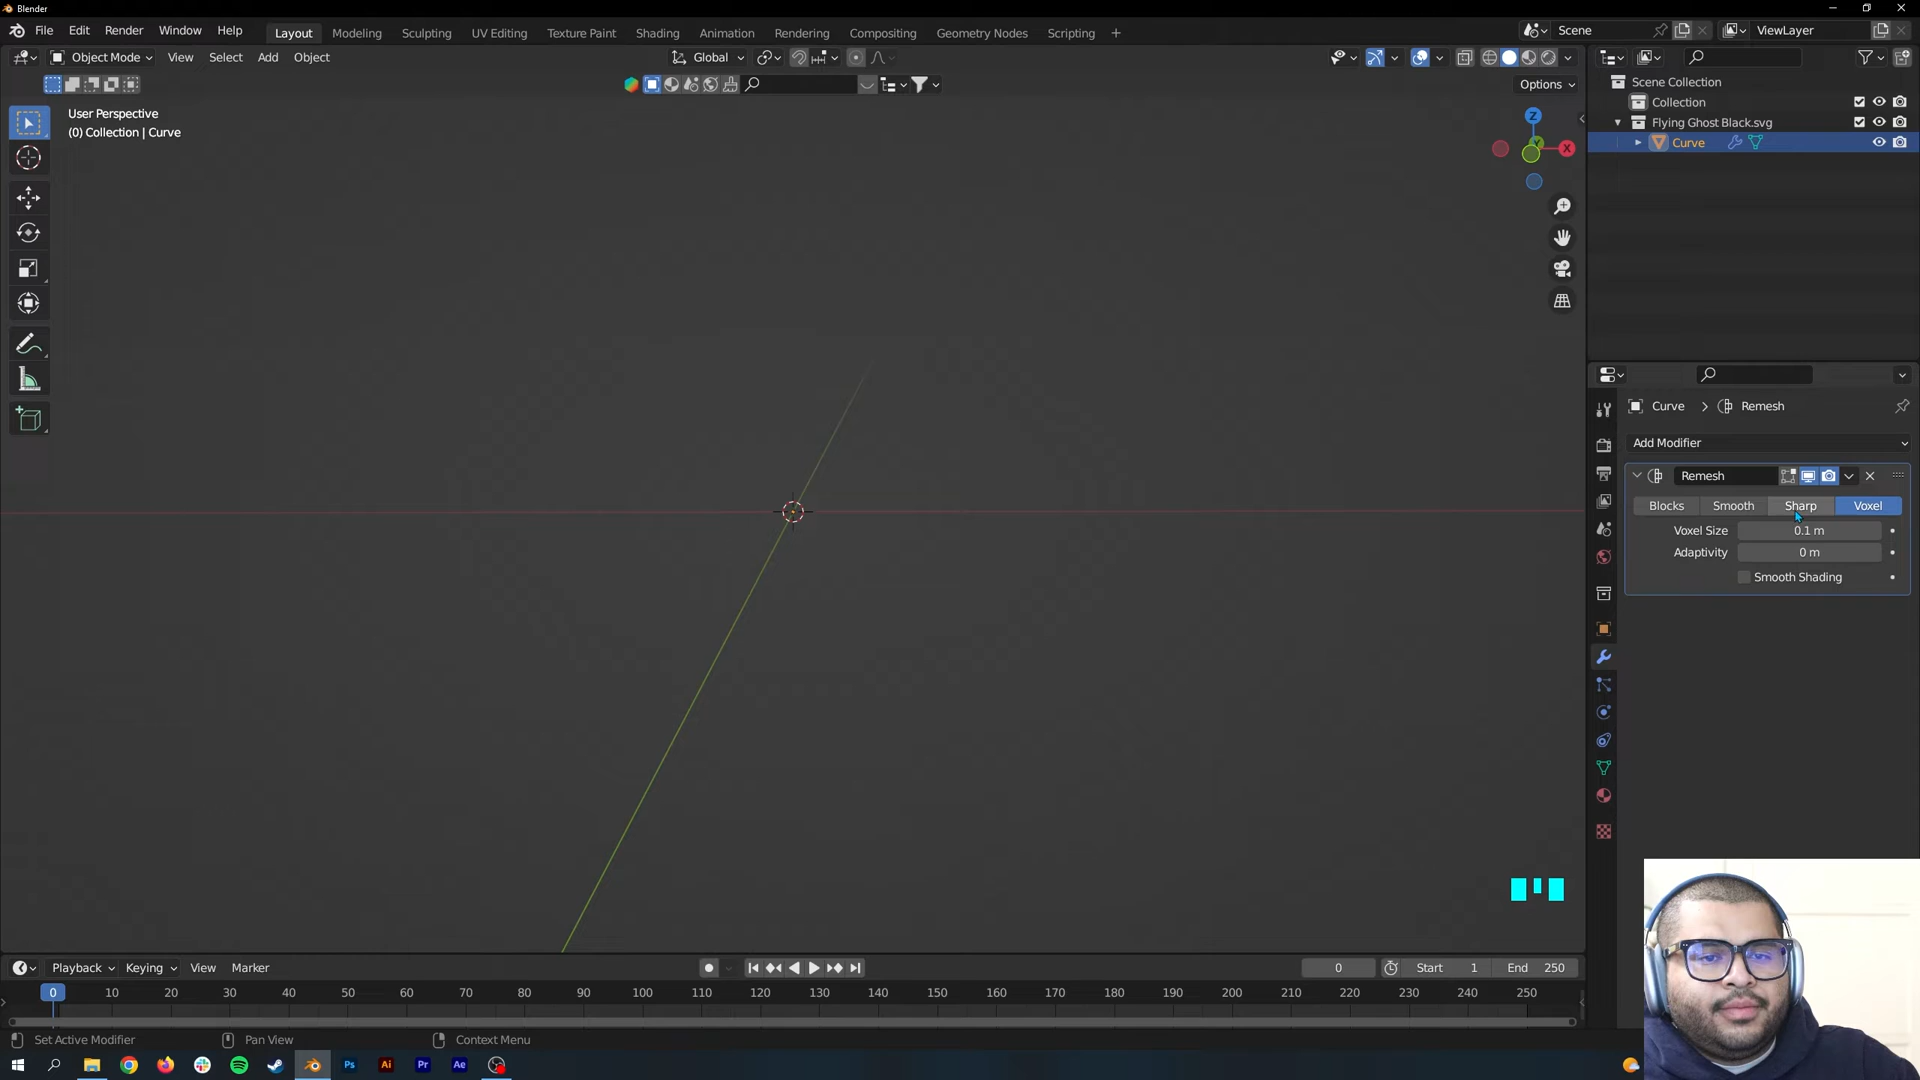 Blender
File Edit Render Window Help Layout Modeling Sculpting UV Editing Texture Paint Shading Animation Rendering Compositing Geometry Nodes Scripting + Scene ViewLayer
Object Mode View Select Add Object Global
Options
User Perspective
(0) Collection | Curve
Z
X
Scene Collection
Collection
Flying Ghost Black.svg
Curve
Curve > Remesh
Add Modifier
Remesh
Blocks Smooth Sharp Voxel
Voxel Size 0.1 m
Adaptivity 0 m
Smooth Shading
Playback Keying View Marker 0 Start 1 End 250
0 10 20 30 40 50 60 70 80 90 100 110 120 130 140 150 160 170 180 190 200 210 220 230 240 250
Set Active Modifier Pan View Context Menu
Ps Ai Pr Ae